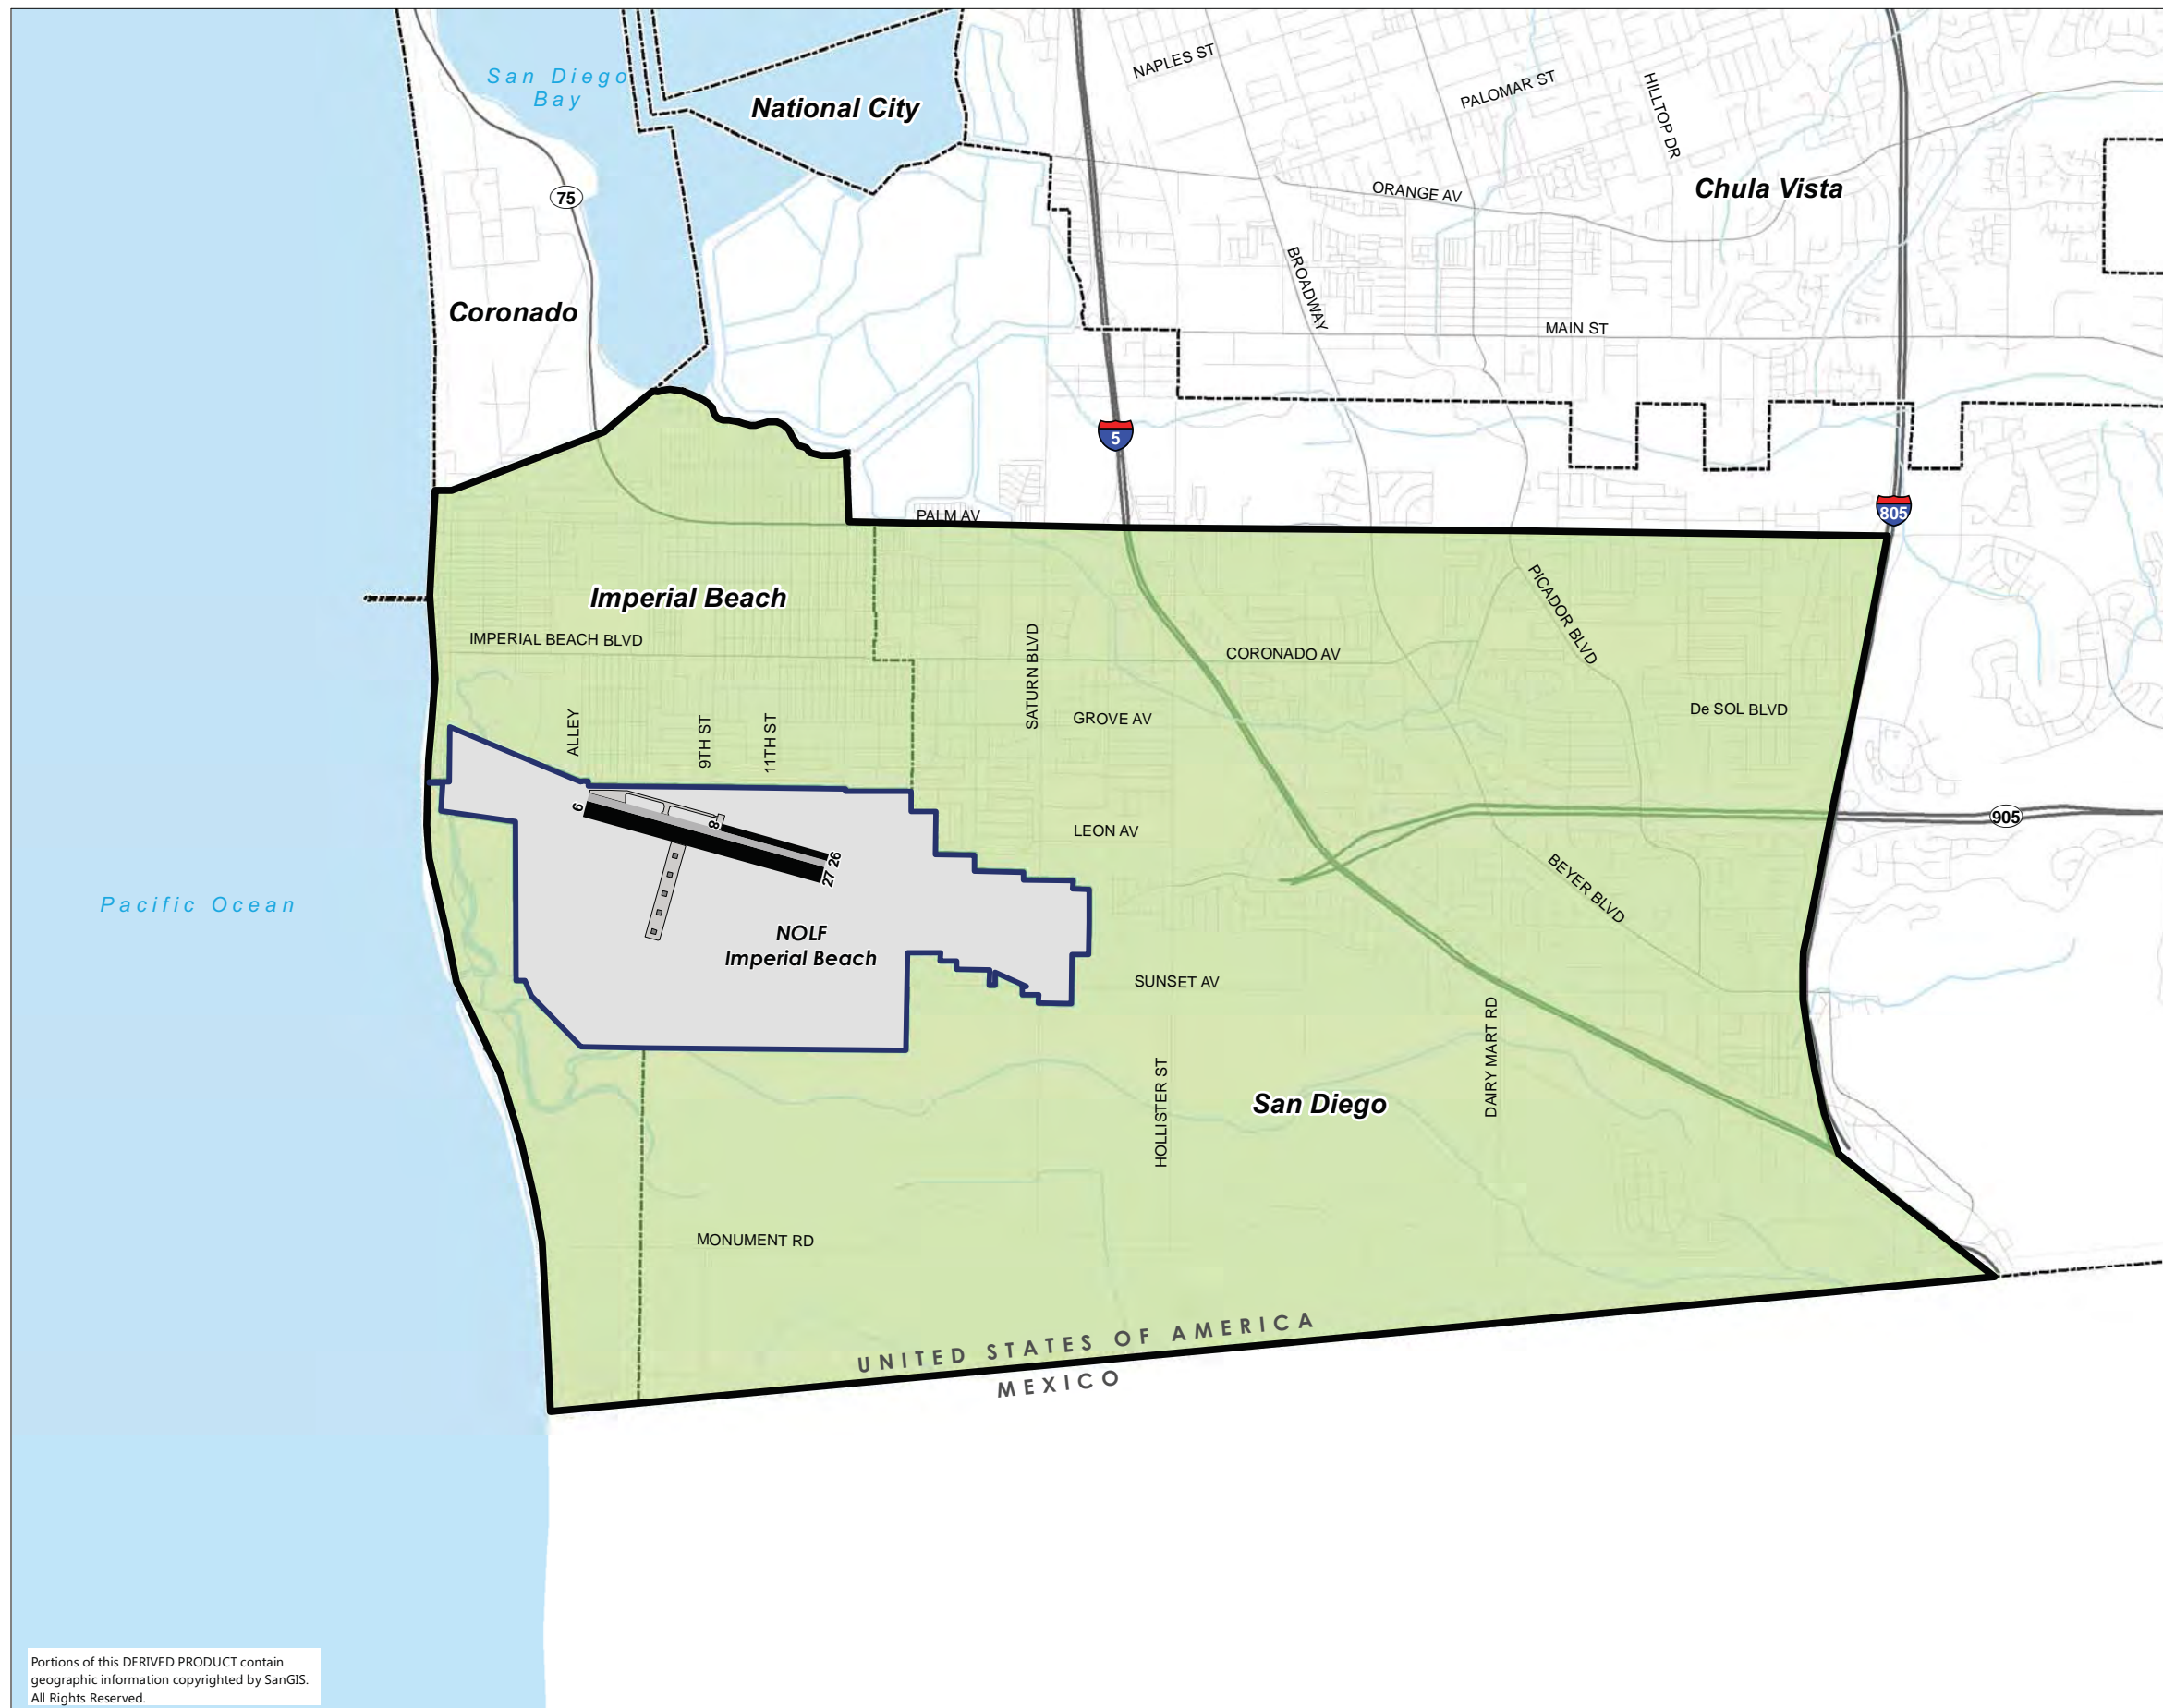 San Diego
Bay
National City
NAPLES ST
PALOMAR ST
HILLTOP DR
75
ORANGE AV
Chula Vista
Coronado
BROADWAY
MAIN ST
5
805
PALM AV
Imperial Beach
PICADOR BLVD
IMPERIAL BEACH BLVD
SATURN BLVD
CORONADO AV
De SOL BLVD
ALLEY
9TH ST
11TH ST
GROVE AV
9
8
26
27
LEON AV
905
BEYER BLVD
Pacific Ocean
NOLF
Imperial Beach
SUNSET AV
HOLLISTER ST
DAIRY MART RD
San Diego
MONUMENT RD
UNITED STATES OF AMERICA
MEXICO
Portions of this DERIVED PRODUCT contain
geographic information copyrighted by SanGIS.
All Rights Reserved.